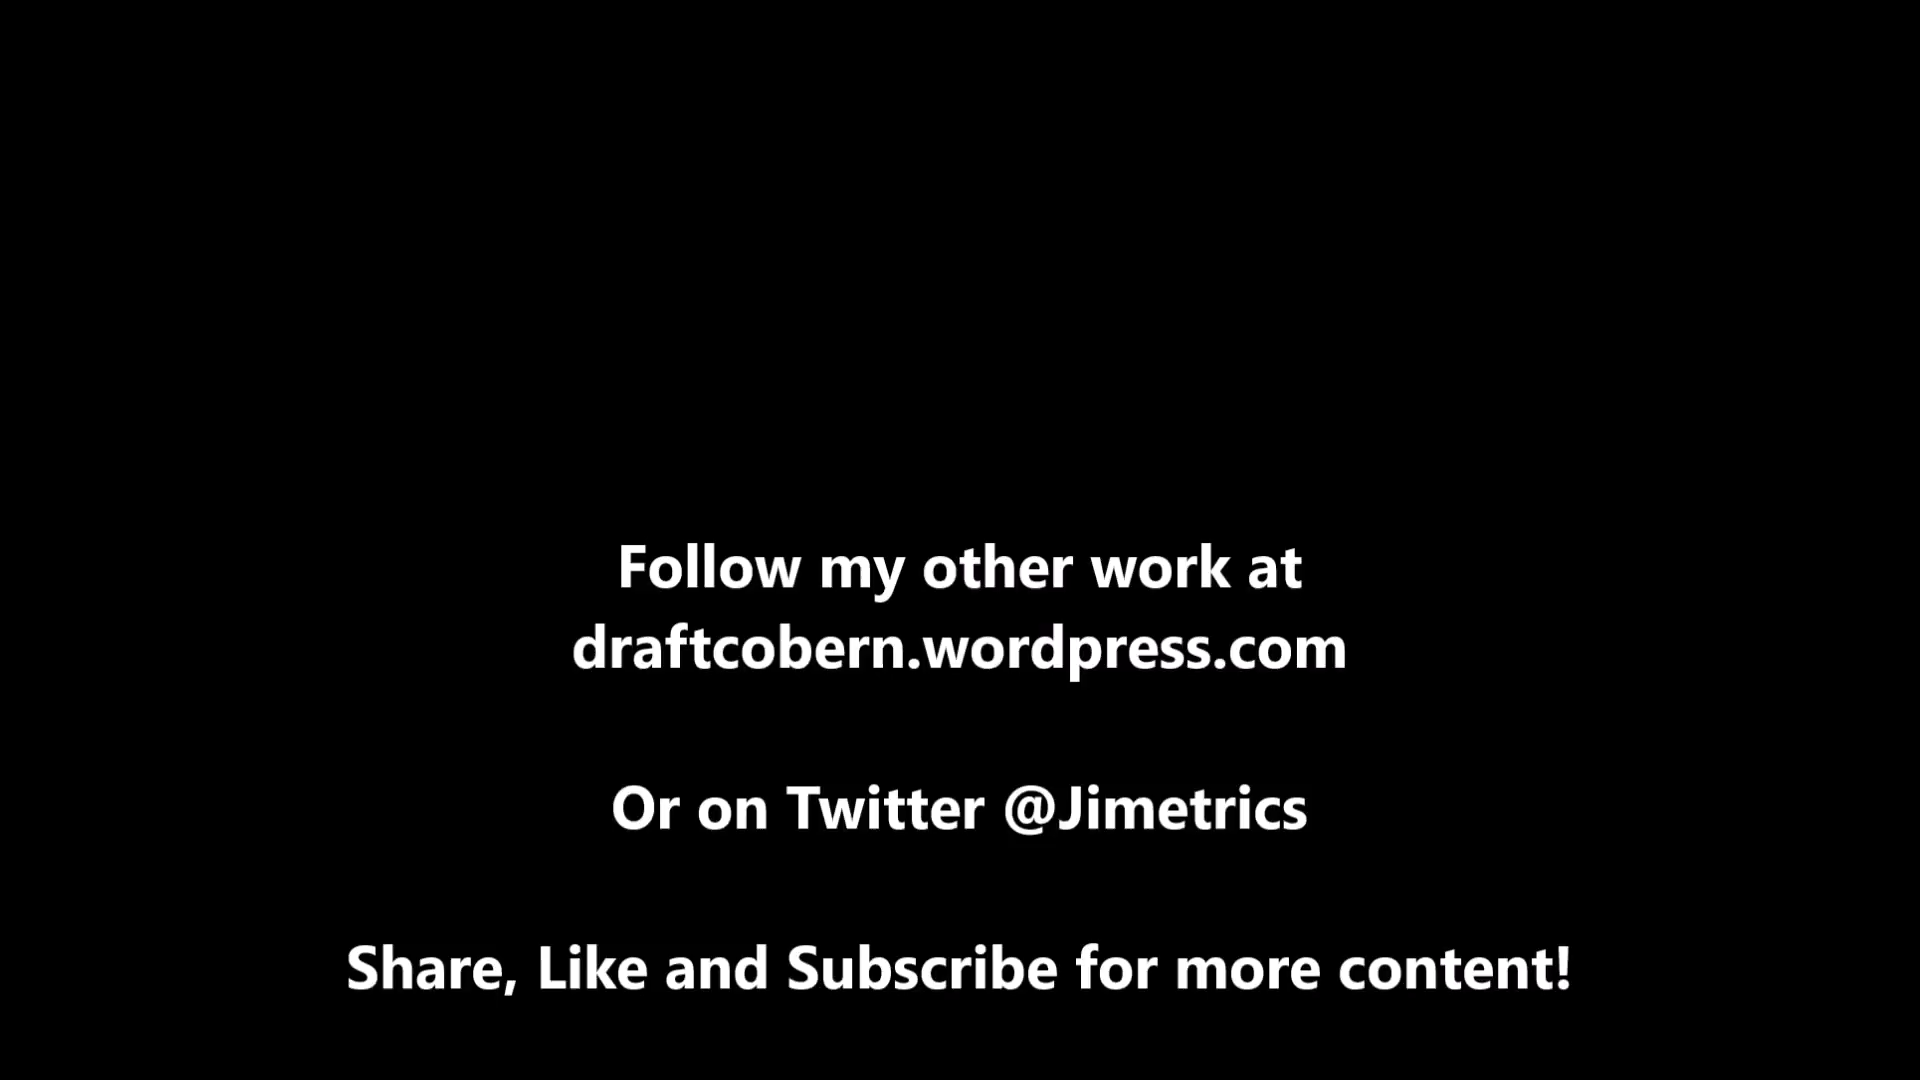 Follow my other work at
draftcobern.wordpress.com
Or on Twitter @Jimetrics
Share, Like and Subscribe for more content!